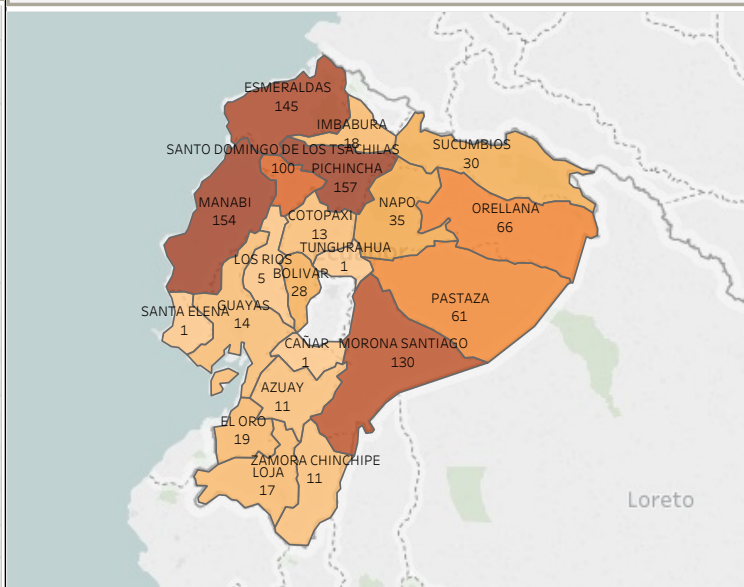 ESMERALDAS
145
IMBABURA
18
SANTO DOMINGO DE LOS TSACHILAS
100
SUCUMBIOS
30
PICHINCHA
157
MANABI
154
NAPO
35
ORELLANA
66
COTOPAXI
13
TUNGURAHUA
1
Ecuador
LOS RIOS
5
BOLIVAR
28
PASTAZA
61
SANTA ELENA
1
GUAYAS
14
CAÑAR
1
MORONA SANTIAGO
130
AZUAY
11
EL ORO
19
ZAMORA CHINCHIPE
11
LOJA
17
Loreto